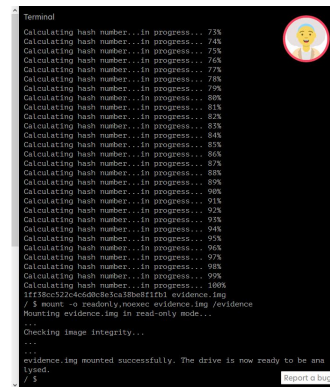 Terminal
Calculating hash number...in progress... 73%
Calculating hash number...in progress... 74%
Calculating hash number...in progress... 75%
Calculating hash number...in progress... 76%
Calculating hash number...in progress... 77%
Calculating hash number...in progress... 78%
Calculating hash number...in progress... 79%
Calculating hash number...in progress... 80%
Calculating hash number...in progress... 81%
Calculating hash number...in progress... 82%
Calculating hash number...in progress... 83%
Calculating hash number...in progress... 84%
Calculating hash number...in progress... 85%
Calculating hash number...in progress... 86%
Calculating hash number...in progress... 87%
Calculating hash number...in progress... 88%
Calculating hash number...in progress... 89%
Calculating hash number...in progress... 90%
Calculating hash number...in progress... 91%
Calculating hash number...in progress... 92%
Calculating hash number...in progress... 93%
Calculating hash number...in progress... 94%
Calculating hash number...in progress... 95%
Calculating hash number...in progress... 96%
Calculating hash number...in progress... 97%
Calculating hash number...in progress... 98%
Calculating hash number...in progress... 99%
Calculating hash number...in progress... 100%
1ff38cc522c4c6d0c8e3ca38be8f1fb1 evidence.img
/ $ mount -o readonly,noexec evidence.img /evidence
Mounting evidence.img in read-only mode...
...
Checking image integrity...
...
...
evidence.img mounted successfully. The drive is now ready to be ana
lysed.
/ $
Report a bug